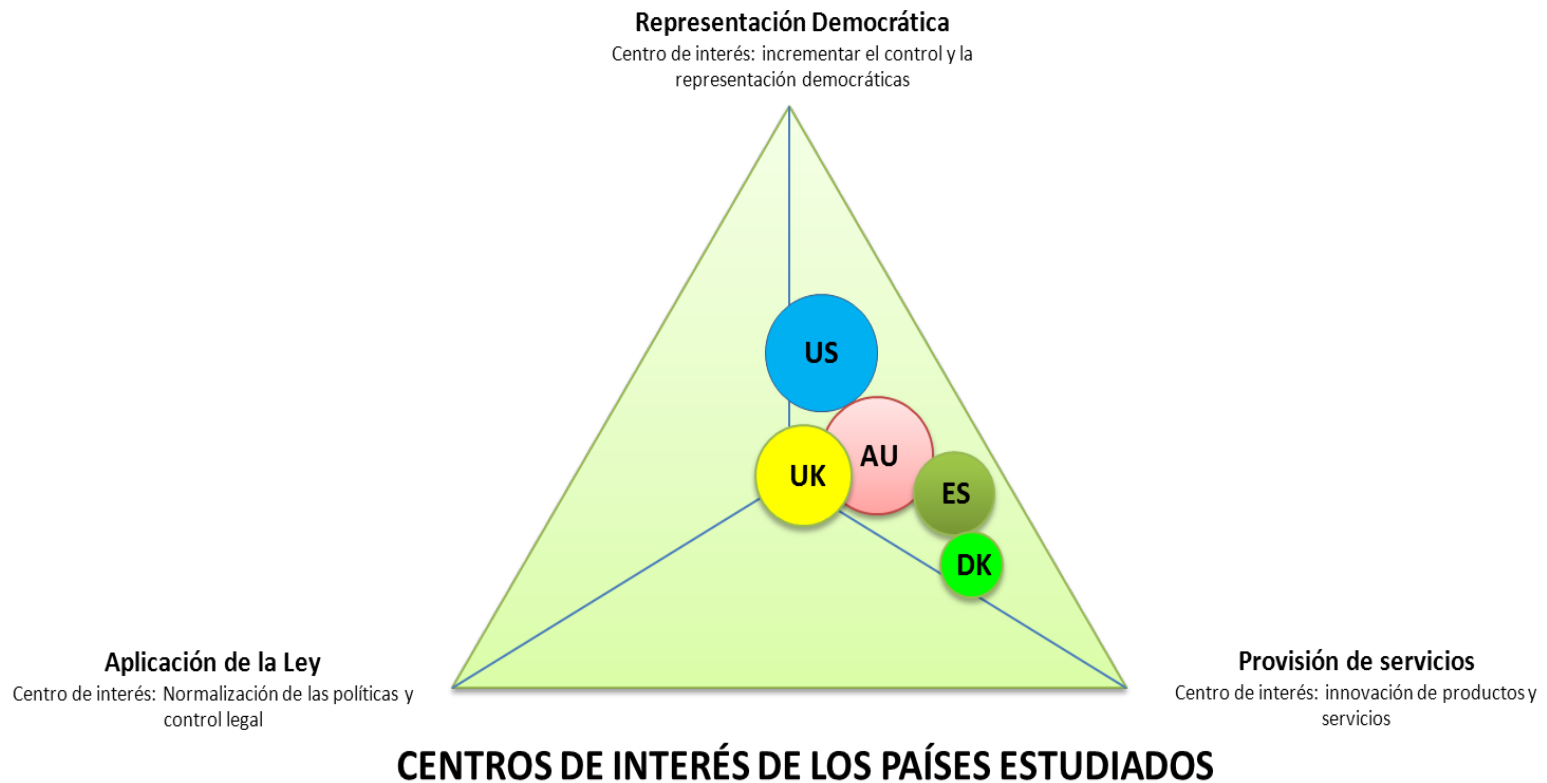 Representación Democrática
Centro de interés: incrementar el control y la
representación democráticas
US
AU
UK
ES
DK
Aplicación de la Ley
Centro de interés: Normalización de las políticas y
control legal
Provisión de servicios
Centro de interés: innovación de productos y
servicios
CENTROS DE INTERÉS DE LOS PAÍSES ESTUDIADOS